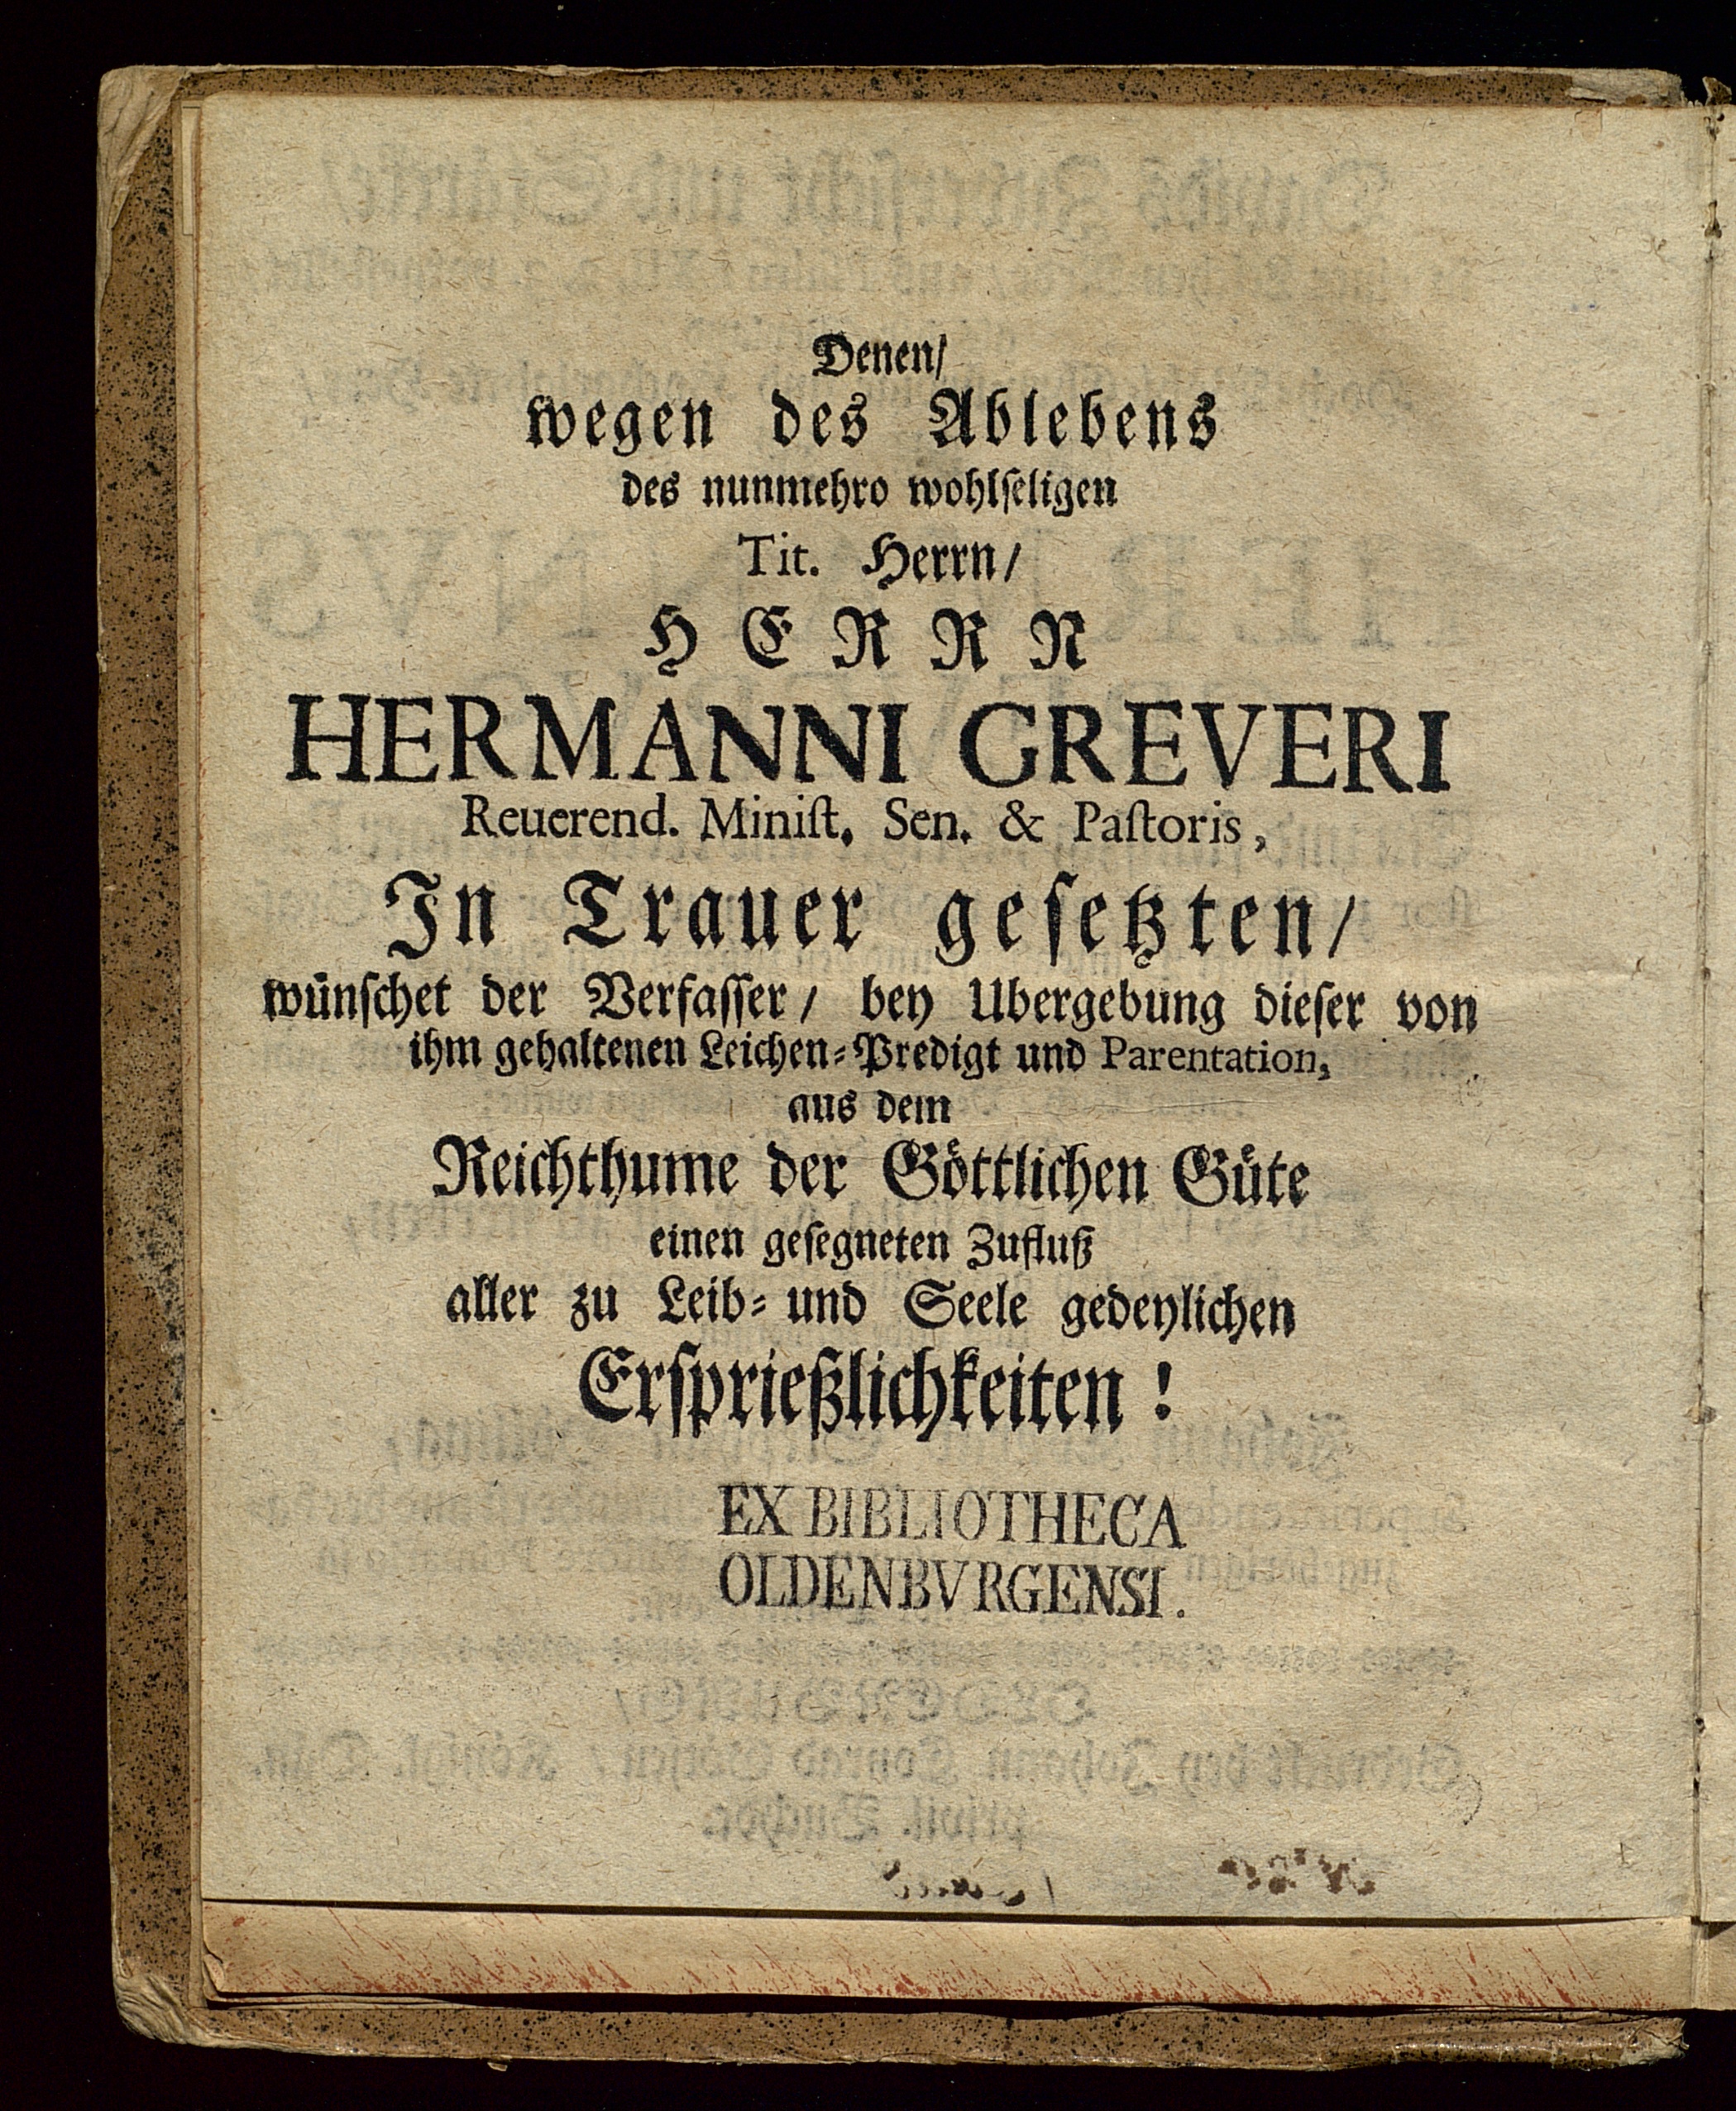 Denen/
wegen des Ablebens
des nunmehro wohlſeligen
Tit. Herrn/
HERRN
HERMANNI GREVERI
Reuerend. Miniſt. Sen. & Paſtoris,
In Trauer geſetzten/
wünſchet der Verfaſſer/ bey Ubergebung dieſer von
ihm gehaltenen Leichen-Predigt und Parentation,
aus dem
Reichthume der Göttlichen Güte
einen geſegneten Zufluß
aller zu Leib- und Seele gedeylichen
Erſprießlichkeiten!
EX BIBLIOTHECA
OLDENBVRGENSI.